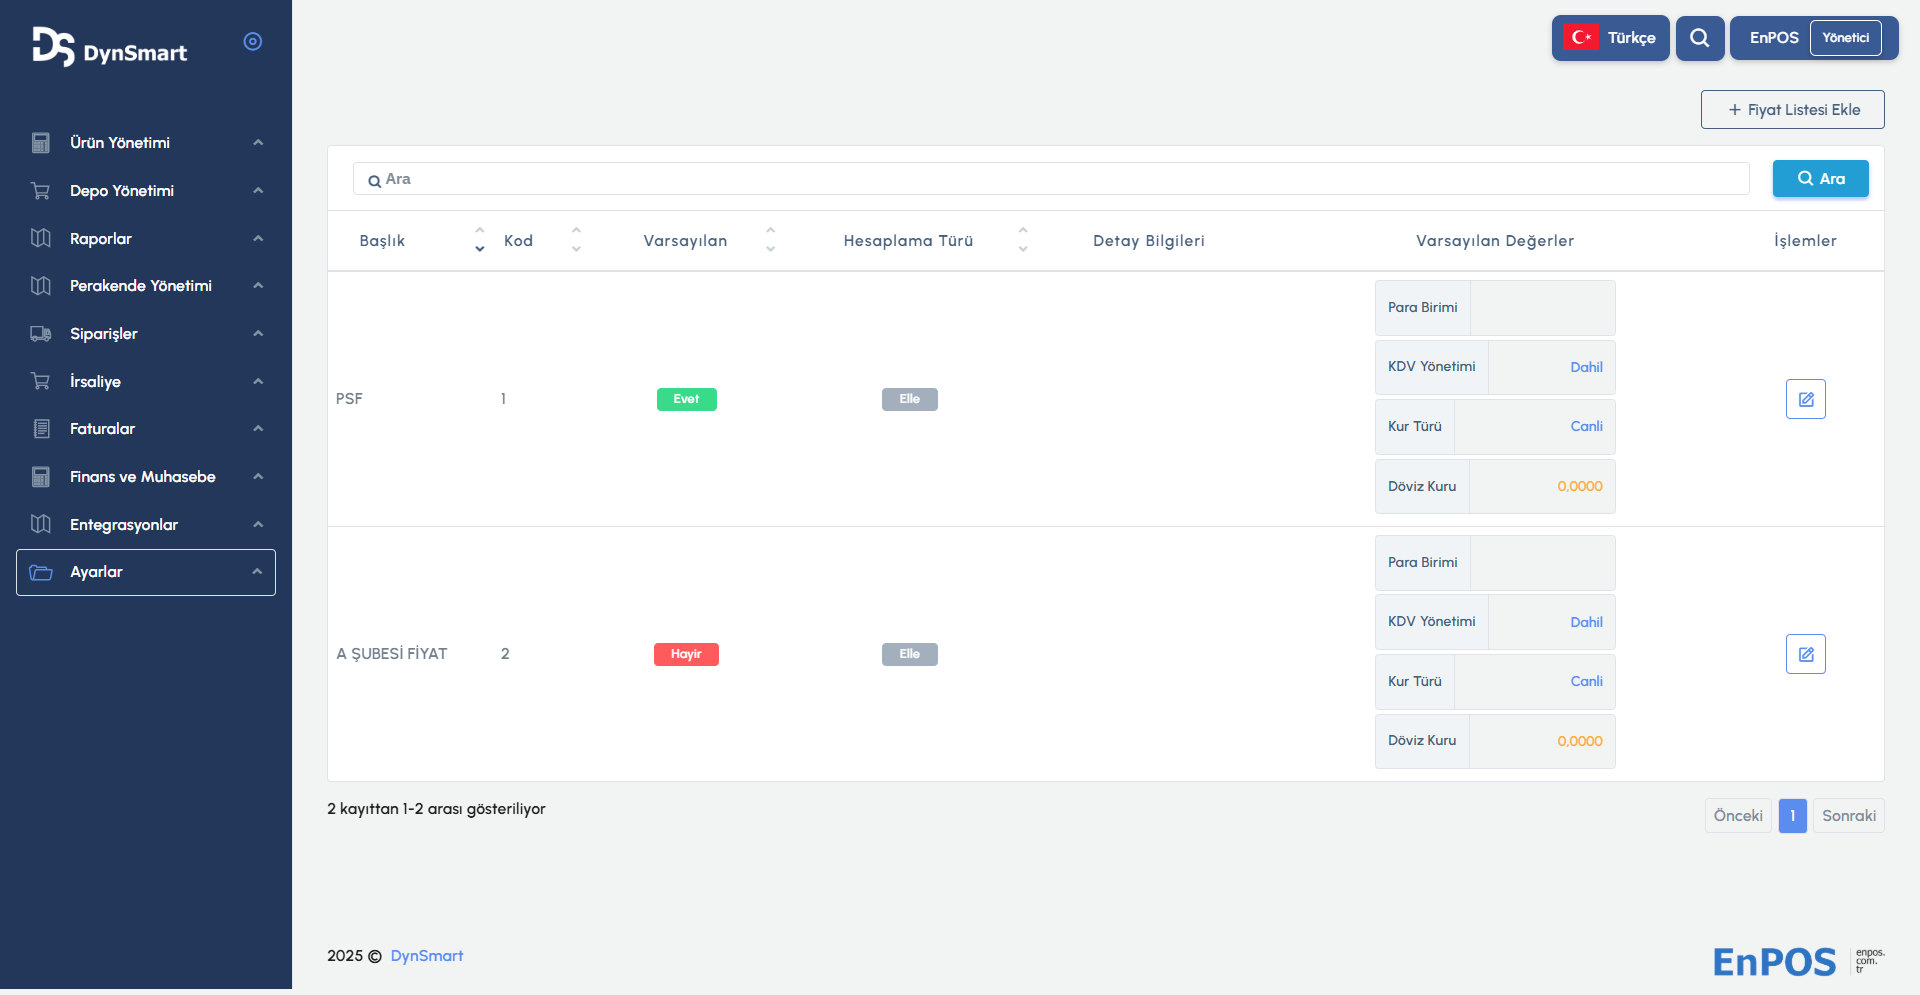 DynSmart
Ürün Yönetimi
Depo Yönetimi
Raporlar
Perakende Yönetimi
Siparişler
İrsaliye
Faturalar
Finans ve Muhasebe
Entegrasyonlar
Ayarlar
Türkçe
EnPOS Yönetici
+ Fiyat Listesi Ekle
Ara
Ara
Başlık Kod Varsayılan Hesaplama Türü Detay Bilgileri Varsayılan Değerler İşlemler
PSF 1 Evet Elle
Para Birimi
KDV Yönetimi Dahil
Kur Türü Canli
Döviz Kuru 0,0000
A ŞUBESİ FİYAT 2 Hayir Elle
Para Birimi
KDV Yönetimi Dahil
Kur Türü Canli
Döviz Kuru 0,0000
2 kayıttan 1-2 arası gösteriliyor
Önceki 1 Sonraki
2025 © DynSmart
EnPOS
enpos.
com.
tr